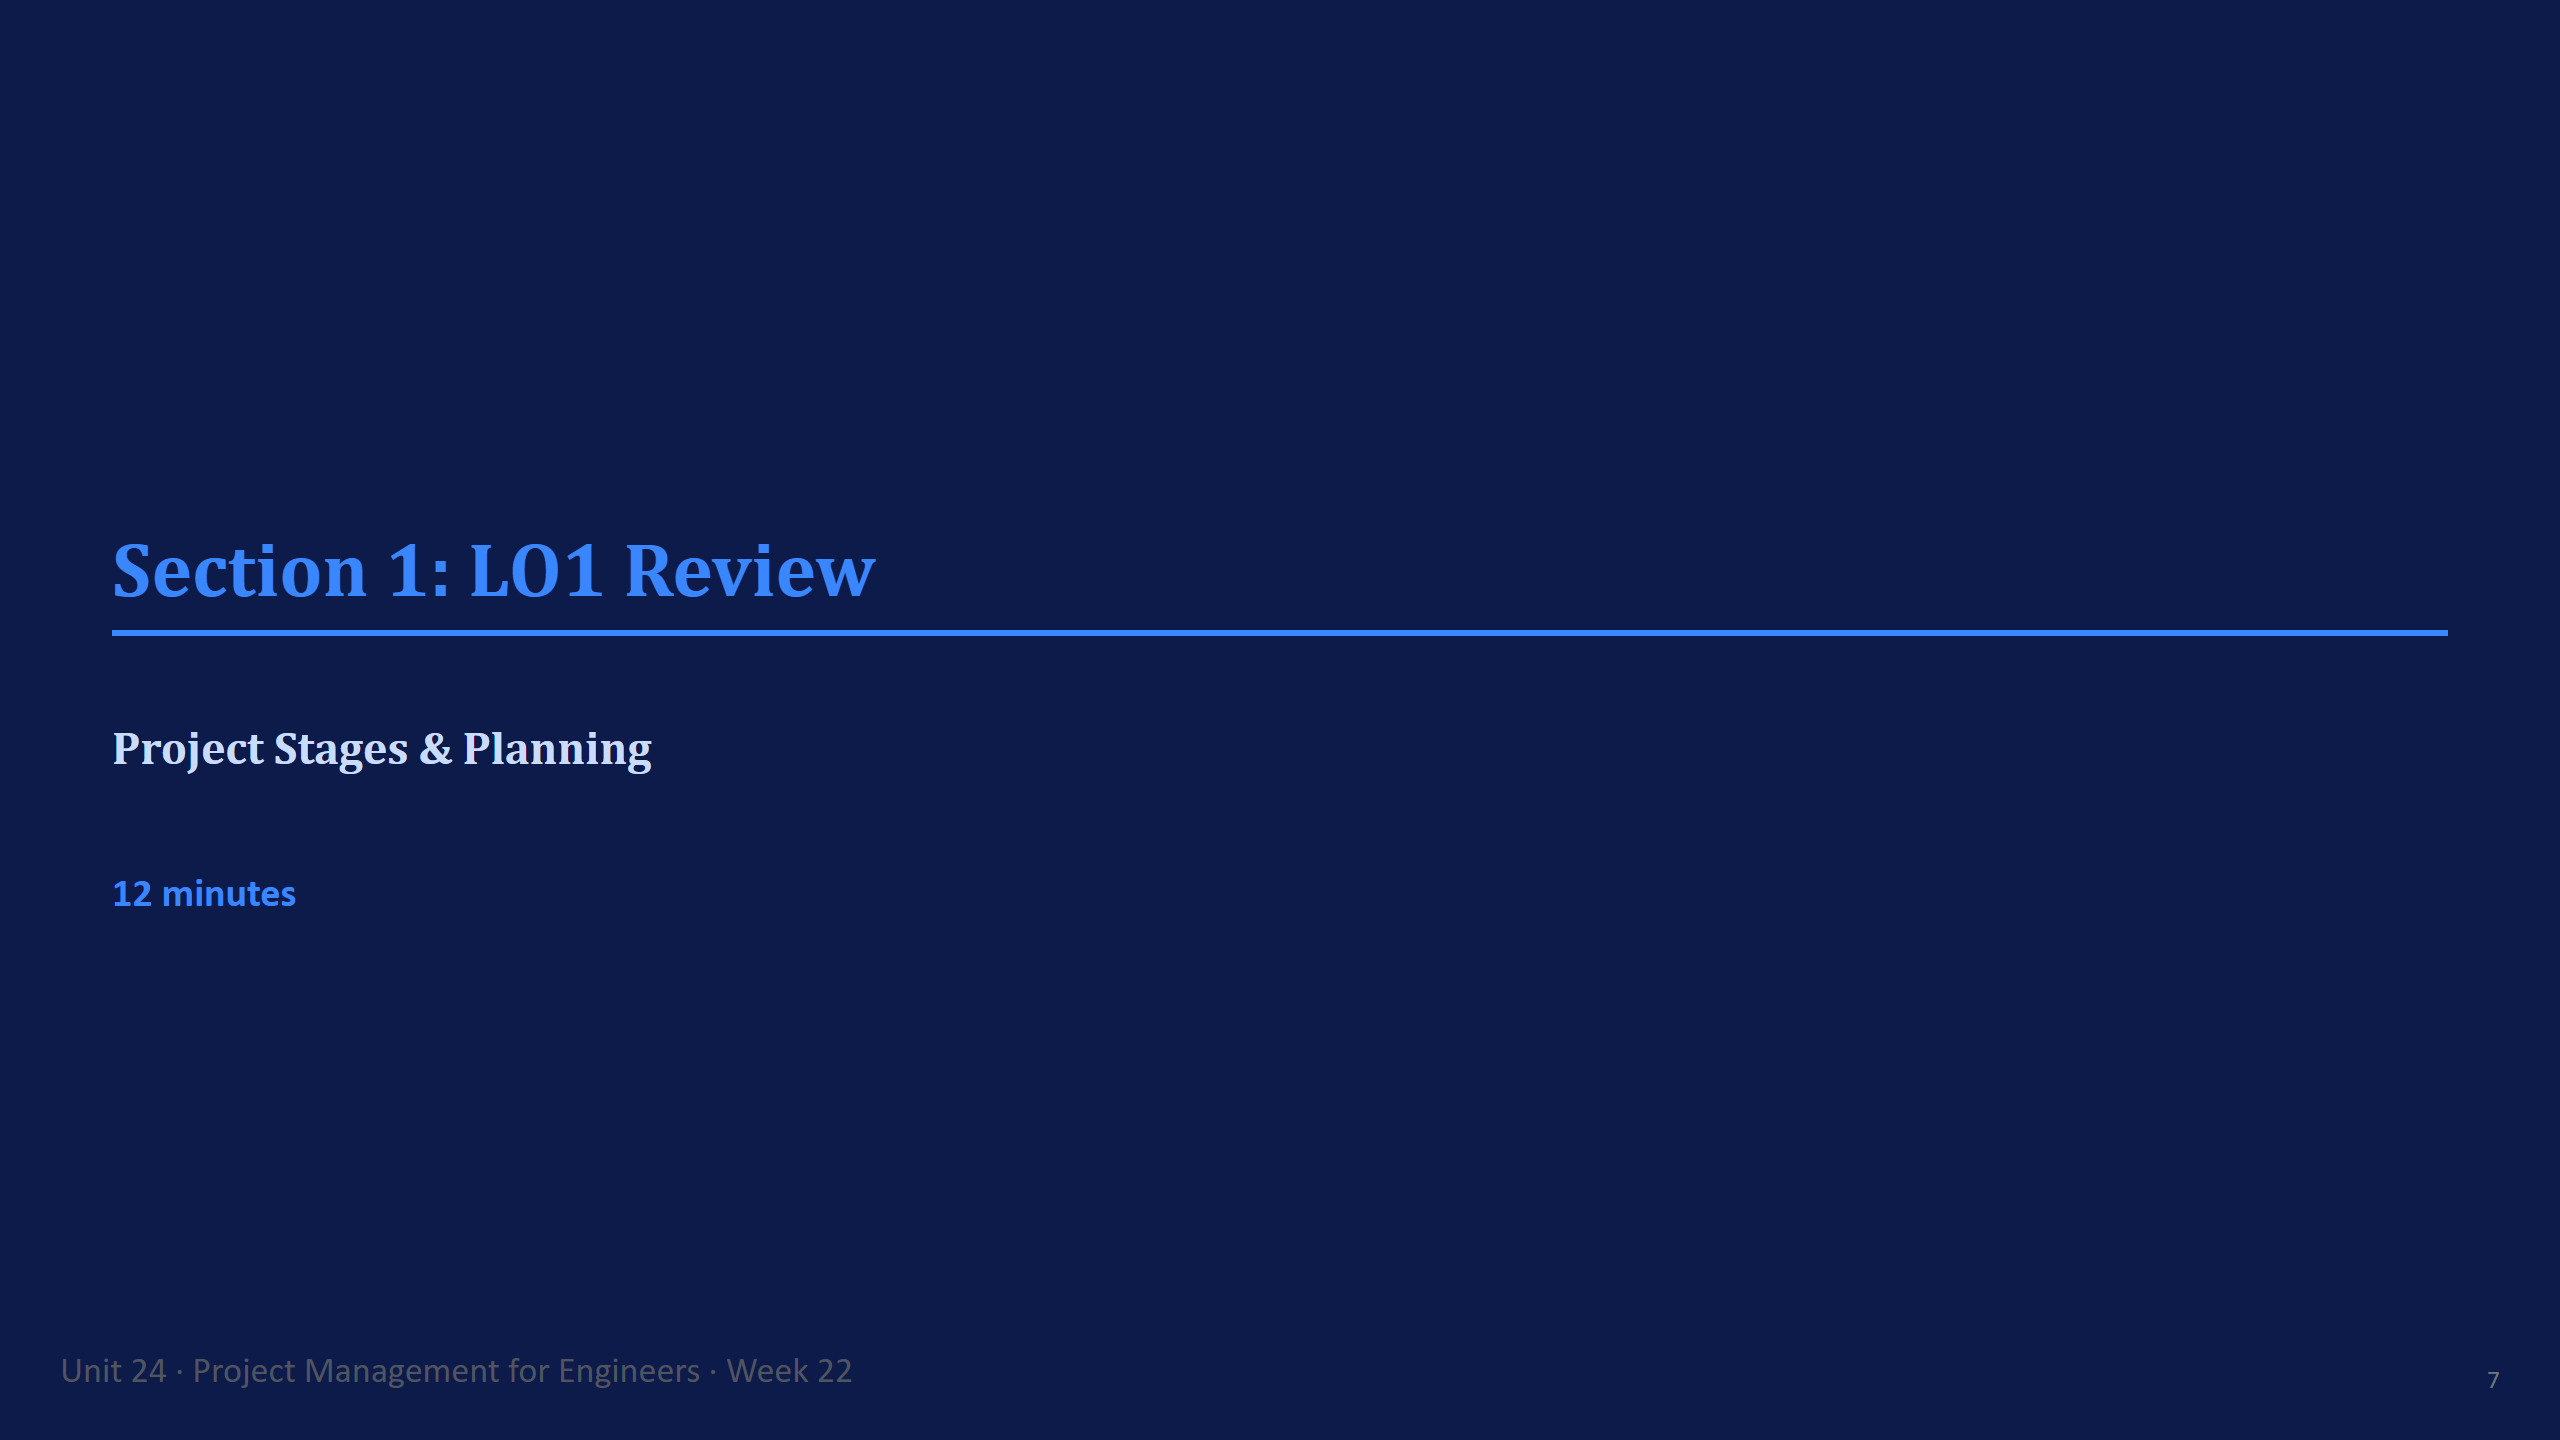 Section 1: LO1 Review
Project Stages & Planning
12 minutes
Unit 24 · Project Management for Engineers · Week 22
7